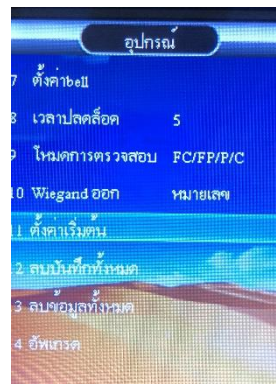 อุปกรณ์
7 ตั้งค่าbell
8 เวลาปลดล็อค 5
9 โหมดการตรวจสอบ FC/FP/P/C
10 Wiegand ออก หมายเลข
11 ตั้งค่าเริ่มต้น
2 ลบบันทึกทั้งหมด
3 ลบข้อมูลทั้งหมด
4 อัพเกรด